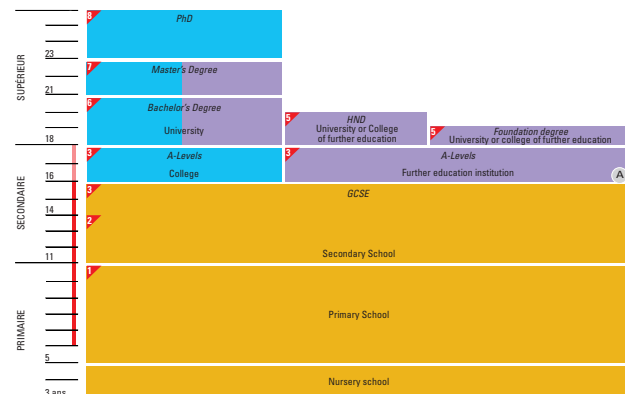 8
PhD
23
7
Master's Degree
21
6
Bachelor's Degree
University
5
HND
University or College
of further education
5
Foundation degree
University or college of further education
18
SUPÉRIEUR
3
A-Levels
College
3
A-Levels
Further education institution
A
16
3
GCSE
14
2
SECONDAIRE
Secondary School
11
1
Primary School
PRIMAIRE
5
Nursery school
3 ans